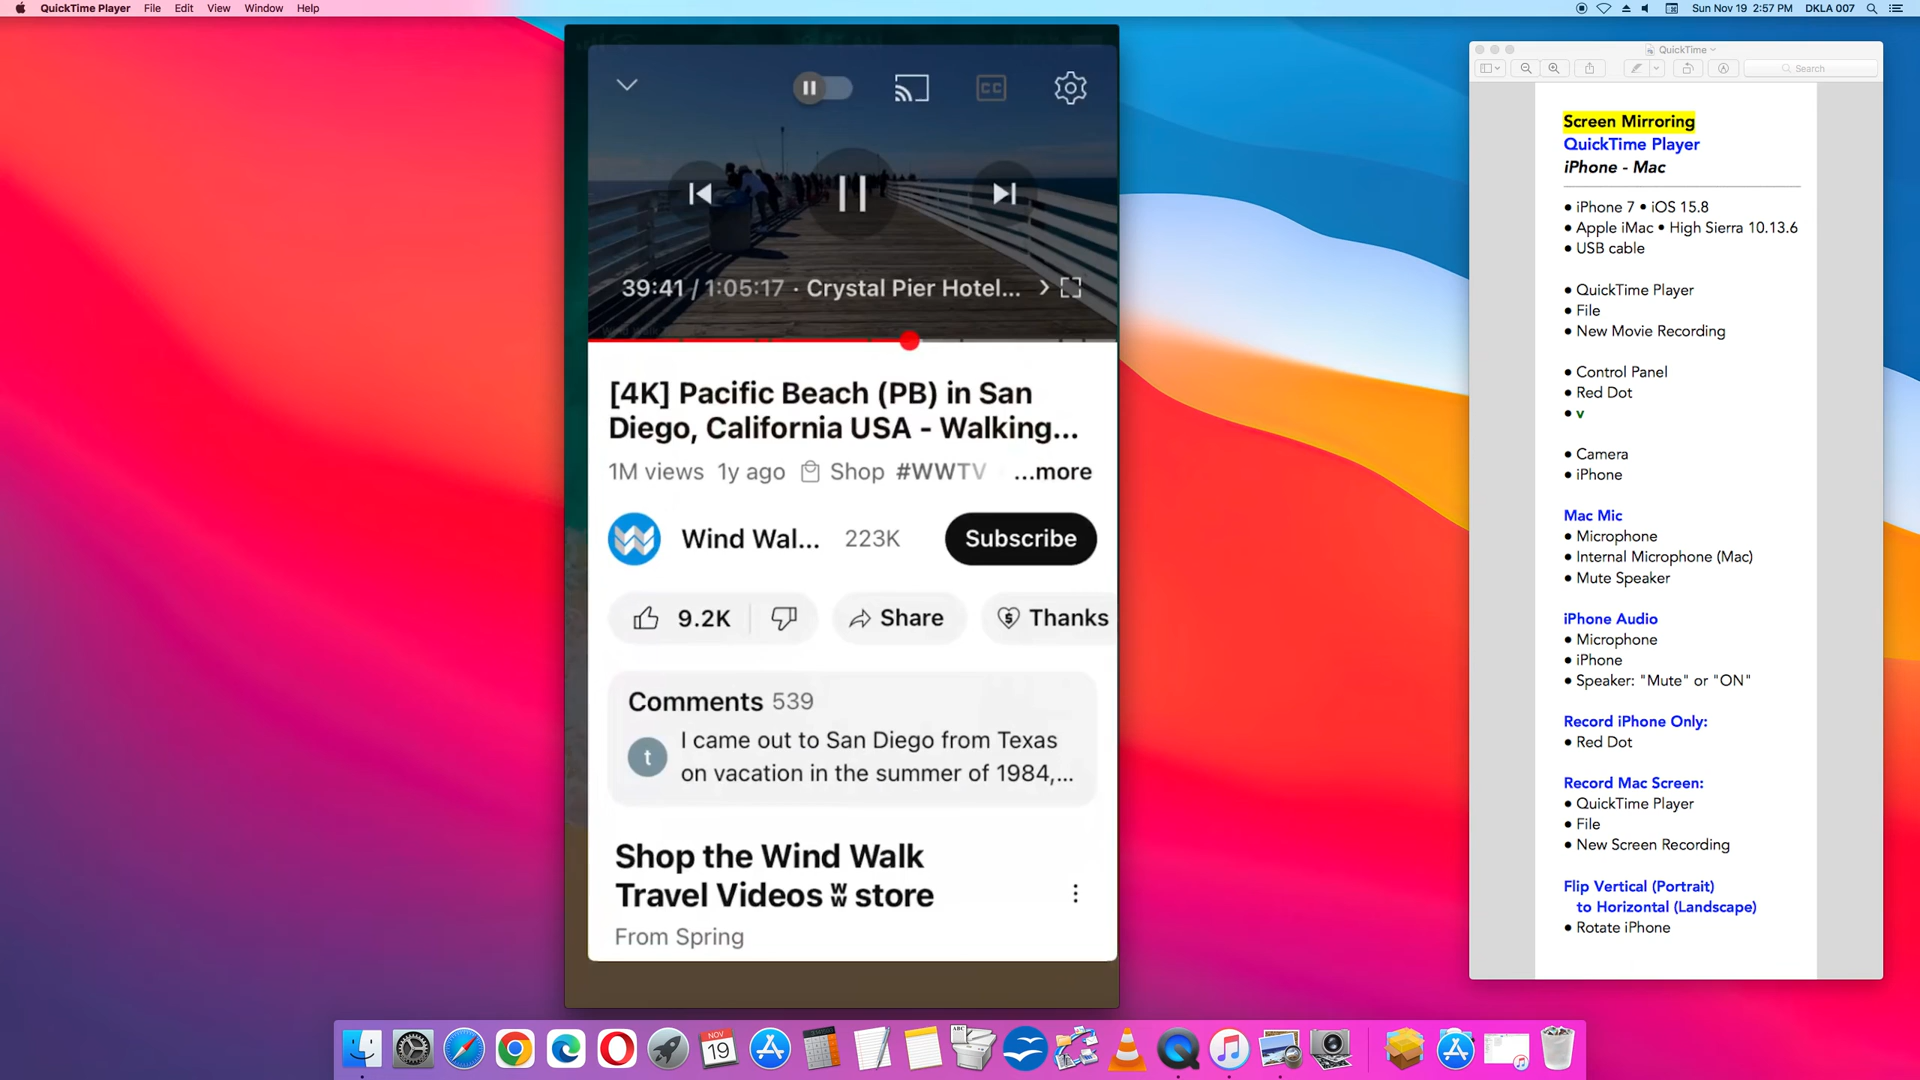 QuickTime Player File Edit View Window Help
Sun Nov 19 2:57 PM DKLA 007
39:41 / 1:05:17 · Crystal Pier Hotel...
CC
[4K] Pacific Beach (PB) in San
Diego, California USA - Walking...
1M views 1y ago Shop #WWTV ...more
Wind Wal... 223K Subscribe
9.2K Share Thanks
Comments 539
t
I came out to San Diego from Texas
on vacation in the summer of 1984,...
Shop the Wind Walk
Travel Videos W W store
From Spring
QuickTime
Search
Screen Mirroring
QuickTime Player
iPhone - Mac
• iPhone 7 • iOS 15.8
• Apple iMac • High Sierra 10.13.6
• USB cable
• QuickTime Player
• File
• New Movie Recording
• Control Panel
• Red Dot
• v
• Camera
• iPhone
Mac Mic
• Microphone
• Internal Microphone (Mac)
• Mute Speaker
iPhone Audio
• Microphone
• iPhone
• Speaker: "Mute" or "ON"
Record iPhone Only:
• Red Dot
Record Mac Screen:
• QuickTime Player
• File
• New Screen Recording
Flip Vertical (Portrait)
to Horizontal (Landscape)
• Rotate iPhone
NOV
19
ABC